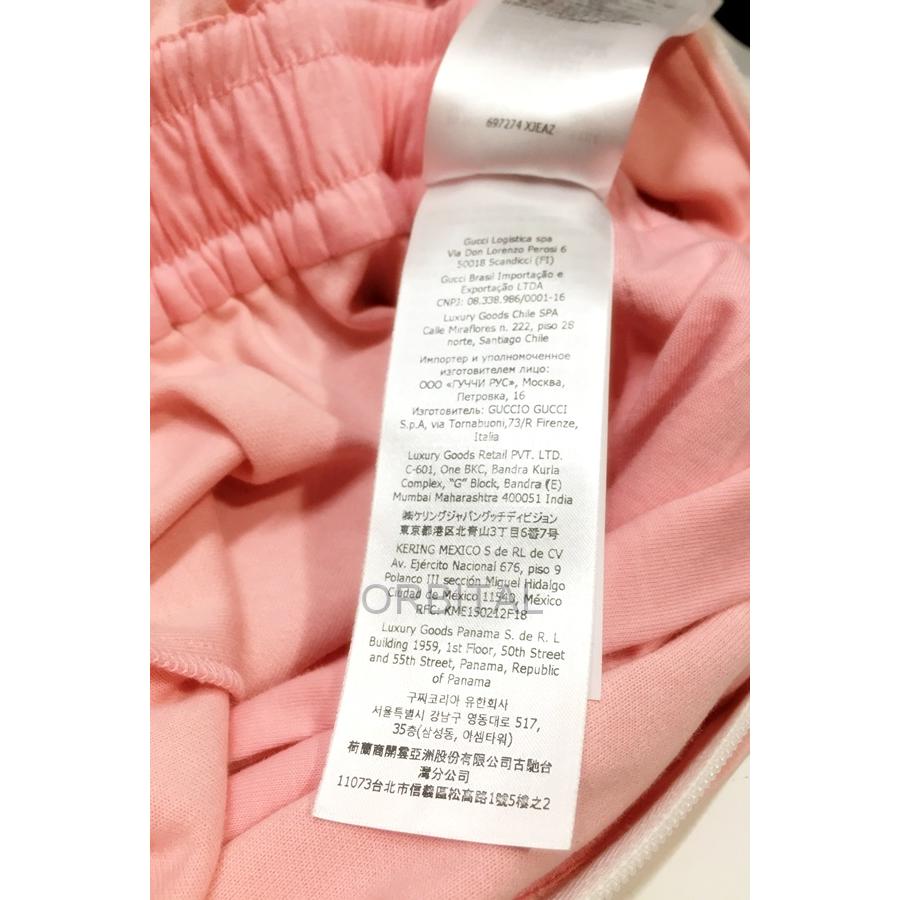 697274 XJEAZ
Gucci Logistica spa
Via Don Lorenzo Perosi 6
50018 Scandicci (FI)
Gucci Brasil Importação e
Exportação LTDA
CNPJ: 08.338.986/0001-16
Luxury Goods Chile SPA
Calle Miraflores n. 222, piso 28
norte, Santiago Chile
Импортер и уполномоченное
изготовителем лицо:
ООО «ГУЧЧИ РУС», Москва,
Петровка, 16
Изготовитель: GUCCIO GUCCI
S.p.A, via Tornabuoni,73/R Firenze,
Italia
Luxury Goods Retail PVT. LTD.
C-601, One BKC, Bandra Kurla
Complex, "G" Block, Bandra (E)
Mumbai Maharashtra 400051 India
㈱ケリングジャパングッチディビジョン
東京都港区北青山3丁目6番7号
KERING MEXICO S de RL de CV
Av. Ejército Nacional 676, piso 9
Polanco III sección Miguel Hidalgo
Ciudad de México 11540, México
ORBITAL
RFC: KME150212F18
Luxury Goods Panama S. de R. L
Building 1959, 1st Floor, 50th Street
and 55th Street, Panama, Republic
of Panama
구찌코리아 유한회사
서울특별시 강남구 영동대로 517,
35층(삼성동, 아셈타워)
荷蘭商開雲亞洲股份有限公司古馳台
灣分公司
11073台北市信義區松高路1號5樓之2